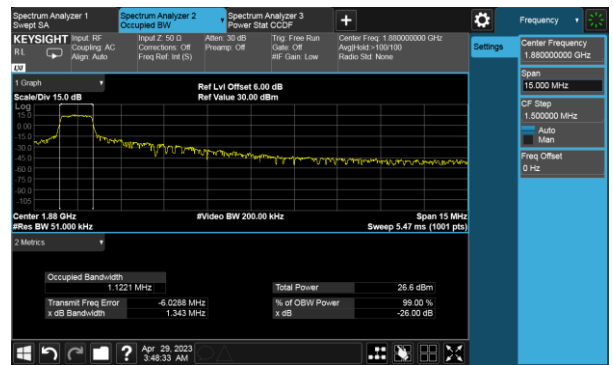 Spectrum Analyzer 1
Swept SA
Spectrum Analyzer 2
Occupied BW
Spectrum Analyzer 3
Power Stat CCDF
Frequency
KEYSIGHT
RL
Input: RF
Coupling: AC
Align: Auto
Input Z: 50 Ω
Corrections: Off
Freq Ref: Int (S)
Atten: 30 dB
Preamp: Off
Trig: Free Run
Gate: Off
#IF Gain: Low
Center Freq: 1.880000000 GHz
Avg|Hold:>100/100
Radio Std: None
LXI
Settings
Center Frequency
1.880000000 GHz
Span
15.000 MHz
CF Step
1.500000 MHz
Auto
Man
Freq Offset
0 Hz
1 Graph
Scale/Div 15.0 dB
Ref Lvl Offset 6.00 dB
Ref Value 30.00 dBm
Log
15.0
0.00
-15.0
-30.0
-45.0
-60.0
-75.0
-90.0
-105
Center 1.88 GHz
#Res BW 51.000 kHz
#Video BW 200.00 kHz
Span 15 MHz
Sweep 5.47 ms (1001 pts)
2 Metrics
Occupied Bandwidth
1.1221 MHz
Total Power
26.6 dBm
Transmit Freq Error
-6.0288 MHz
% of OBW Power
99.00 %
x dB Bandwidth
1.343 MHz
x dB
-26.00 dB
Apr 29, 2023
3:48:33 AM